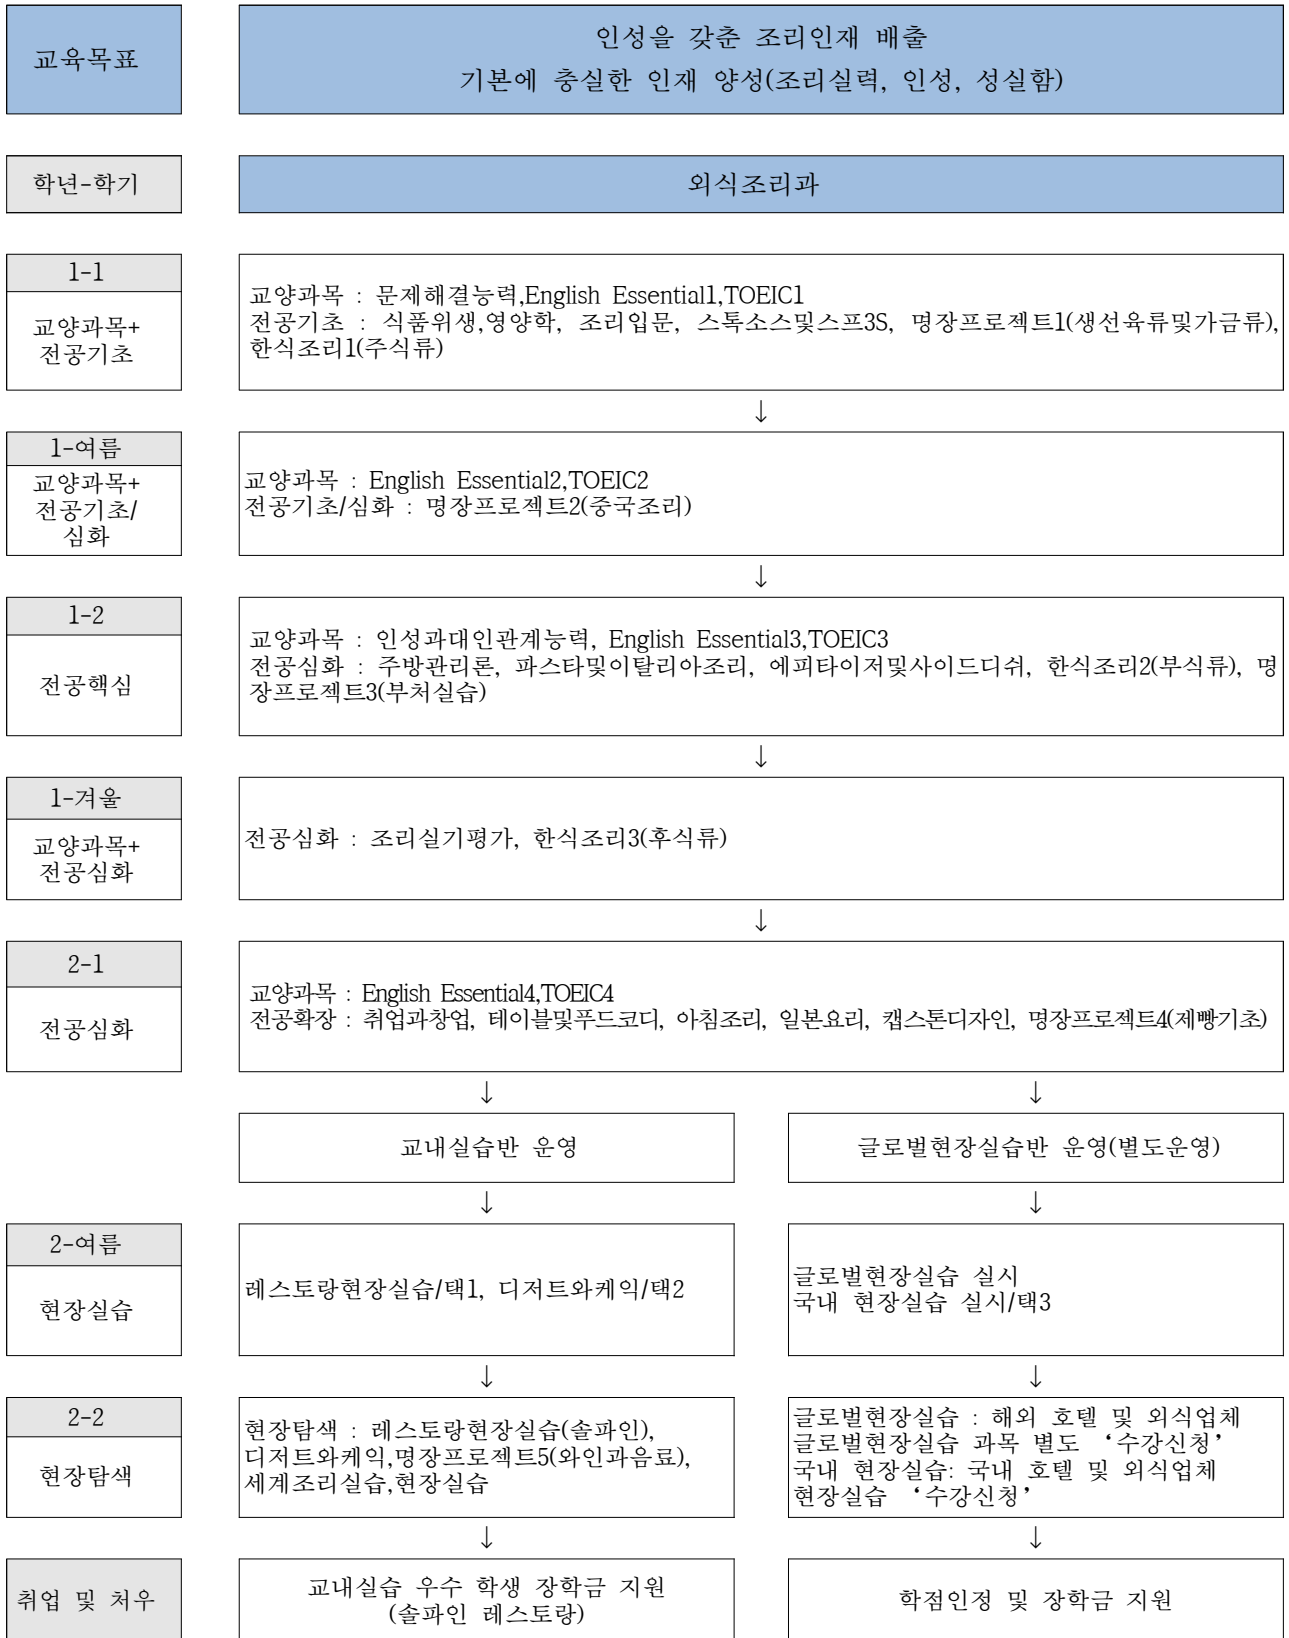 교육목표
인성을 갖춘 조리인재 배출
기본에 충실한 인재 양성(조리실력, 인성, 성실함)
학년-학기
외식조리과
1-1
교양과목+
전공기초
교양과목 : 문제해결능력,English Essential1,TOEIC1
전공기초 : 식품위생,영양학, 조리입문, 스톡소스및스프3S, 명장프로젝트1(생선육류및가금류),
한식조리1(주식류)
↓
1-여름
교양과목+
전공기초/
심화
교양과목 : English Essential2,TOEIC2
전공기초/심화 : 명장프로젝트2(중국조리)
↓
1-2
전공핵심
교양과목 : 인성과대인관계능력, English Essential3,TOEIC3
전공심화 : 주방관리론, 파스타및이탈리아조리, 에피타이저및사이드디쉬, 한식조리2(부식류), 명
장프로젝트3(부처실습)
↓
1-겨울
교양과목+
전공심화
전공심화 : 조리실기평가, 한식조리3(후식류)
↓
2-1
전공심화
교양과목 : English Essential4,TOEIC4
전공확장 : 취업과창업, 테이블및푸드코디, 아침조리, 일본요리, 캡스톤디자인, 명장프로젝트4(제빵기초)
↓ ↓
교내실습반 운영
글로벌현장실습반 운영(별도운영)
↓ ↓
2-여름
현장실습
레스토랑현장실습/택1, 디저트와케익/택2
글로벌현장실습 실시
국내 현장실습 실시/택3
↓ ↓
2-2
현장탐색
현장탐색 : 레스토랑현장실습(솔파인),
디저트와케익,명장프로젝트5(와인과음료),
세계조리실습,현장실습
글로벌현장실습 : 해외 호텔 및 외식업체
글로벌현장실습 과목 별도 ‘수강신청’
국내 현장실습: 국내 호텔 및 외식업체
현장실습 ‘수강신청’
↓ ↓
취업 및 처우
교내실습 우수 학생 장학금 지원
(솔파인 레스토랑)
학점인정 및 장학금 지원